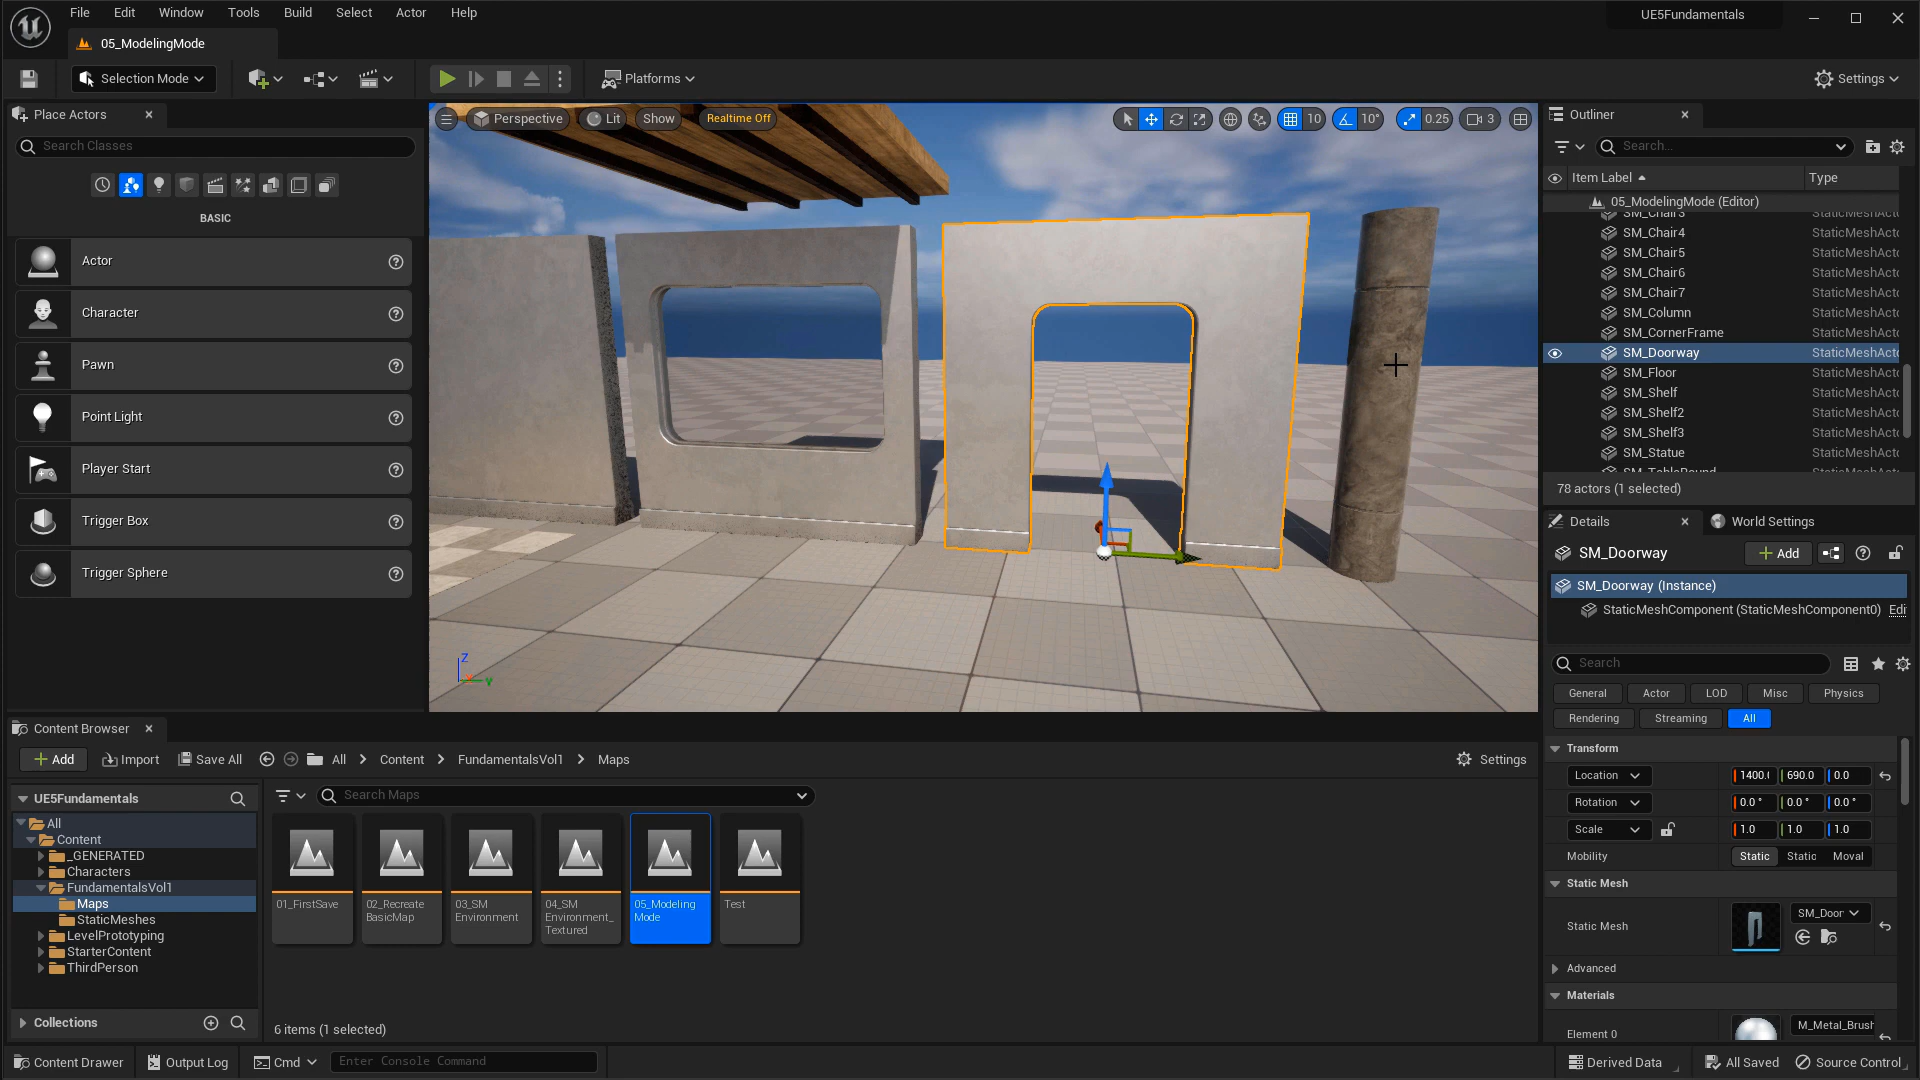 File Edit Window Tools Build Select Actor Help
UE5Fundamentals
05_ModelingMode
Selection Mode
Platforms
Settings
Place Actors
Search Classes
BASIC
Actor
Character
Pawn
Point Light
Player Start
Trigger Box
Trigger Sphere
Perspective Lit Show Realtime Off
10 10° 0.25 3
Z
Y
Outliner
Search...
Item Label Type
05_ModelingMode (Editor)
SM_Chair3 StaticMeshActo
SM_Chair4 StaticMeshActo
SM_Chair5 StaticMeshActo
SM_Chair6 StaticMeshActo
SM_Chair7 StaticMeshActo
SM_Column StaticMeshActo
SM_CornerFrame StaticMeshActo
SM_Doorway StaticMeshActo
SM_Floor StaticMeshActo
SM_Shelf StaticMeshActo
SM_Shelf2 StaticMeshActo
SM_Shelf3 StaticMeshActo
SM_Statue StaticMeshActo
SM_TableRound StaticMeshActo
78 actors (1 selected)
Details World Settings
SM_Doorway Add
SM_Doorway (Instance)
StaticMeshComponent (StaticMeshComponent0) Edi
Search
General Actor LOD Misc Physics
Rendering Streaming All
Transform
Location 1400.( 690.0 0.0
Rotation 0.0 ° 0.0 ° 0.0 °
Scale 1.0 1.0 1.0
Mobility Static Static Moval
Static Mesh
Static Mesh SM_Door
Advanced
Materials
Element 0 M_Metal_Brush
Content Browser
Add Import Save All All Content FundamentalsVol1 Maps Settings
UE5Fundamentals
All
Content
_GENERATED
Characters
FundamentalsVol1
Maps
StaticMeshes
LevelPrototyping
StarterContent
ThirdPerson
Collections
Search Maps
01_FirstSave
02_Recreate
BasicMap
03_SM
Environment
04_SM
Environment_
Textured
05_Modeling
Mode
Test
6 items (1 selected)
Content Drawer Output Log Cmd Enter Console Command Derived Data All Saved Source Control